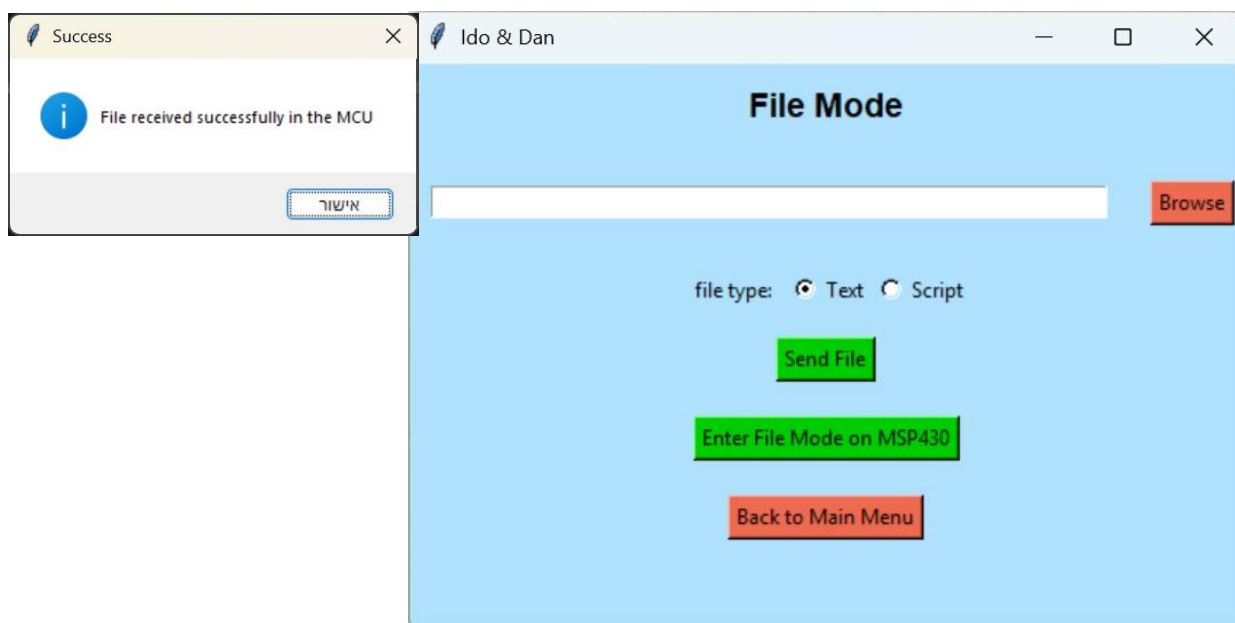 Success
File received successfully in the MCU
אישור
Ido & Dan
File Mode
Browse
file type: Text Script
Send File
Enter File Mode on MSP430
Back to Main Menu